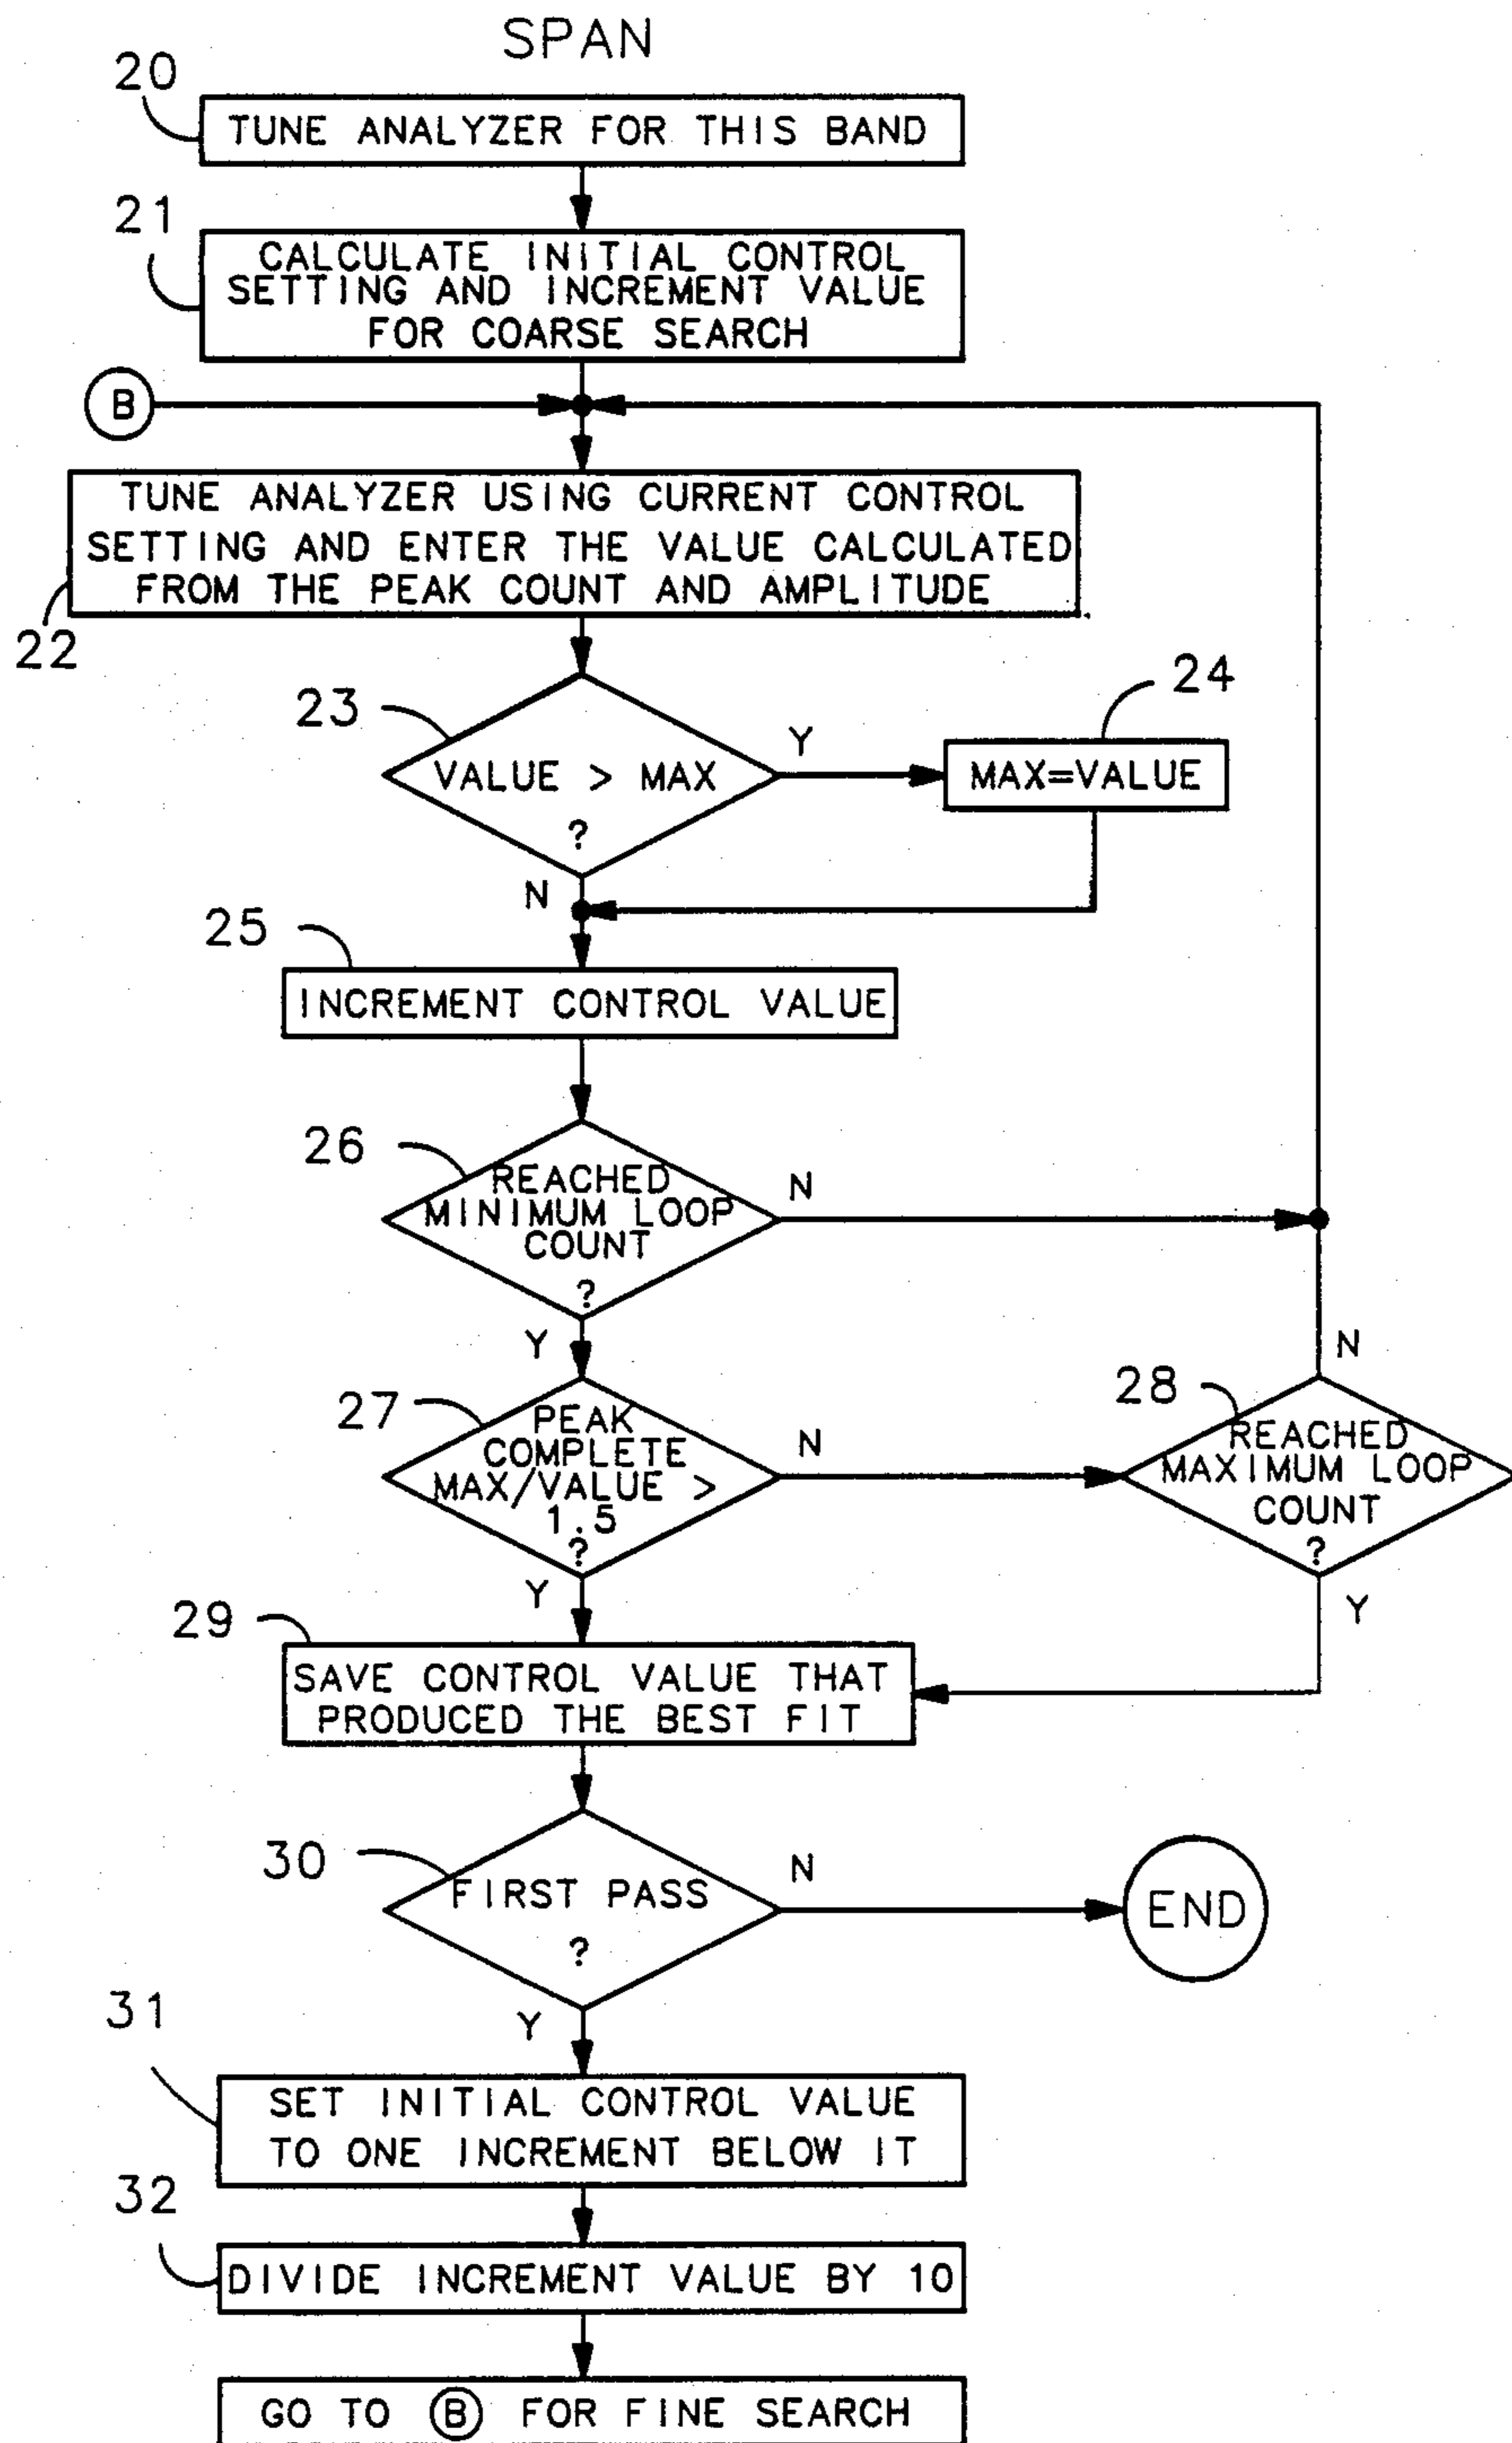 SPAN
20
TUNE ANALYZER FOR THIS BAND
21
CALCULATE INITIAL CONTROL
SETTING AND INCREMENT VALUE
FOR COARSE SEARCH
B
TUNE ANALYZER USING CURRENT CONTROL
SETTING AND ENTER THE VALUE CALCULATED
FROM THE PEAK COUNT AND AMPLITUDE
22
23
VALUE > MAX
?
Y
24
MAX=VALUE
N
25
INCREMENT CONTROL VALUE
26
REACHED
MINIMUM LOOP
COUNT
?
N
Y
27
PEAK
COMPLETE
MAX/VALUE >
1.5
?
N
28
REACHED
MAXIMUM LOOP
COUNT
?
N
Y
Y
29
SAVE CONTROL VALUE THAT
PRODUCED THE BEST FIT
30
FIRST PASS
?
N
END
Y
31
SET INITIAL CONTROL VALUE
TO ONE INCREMENT BELOW IT
32
DIVIDE INCREMENT VALUE BY 10
GO TO B FOR FINE SEARCH